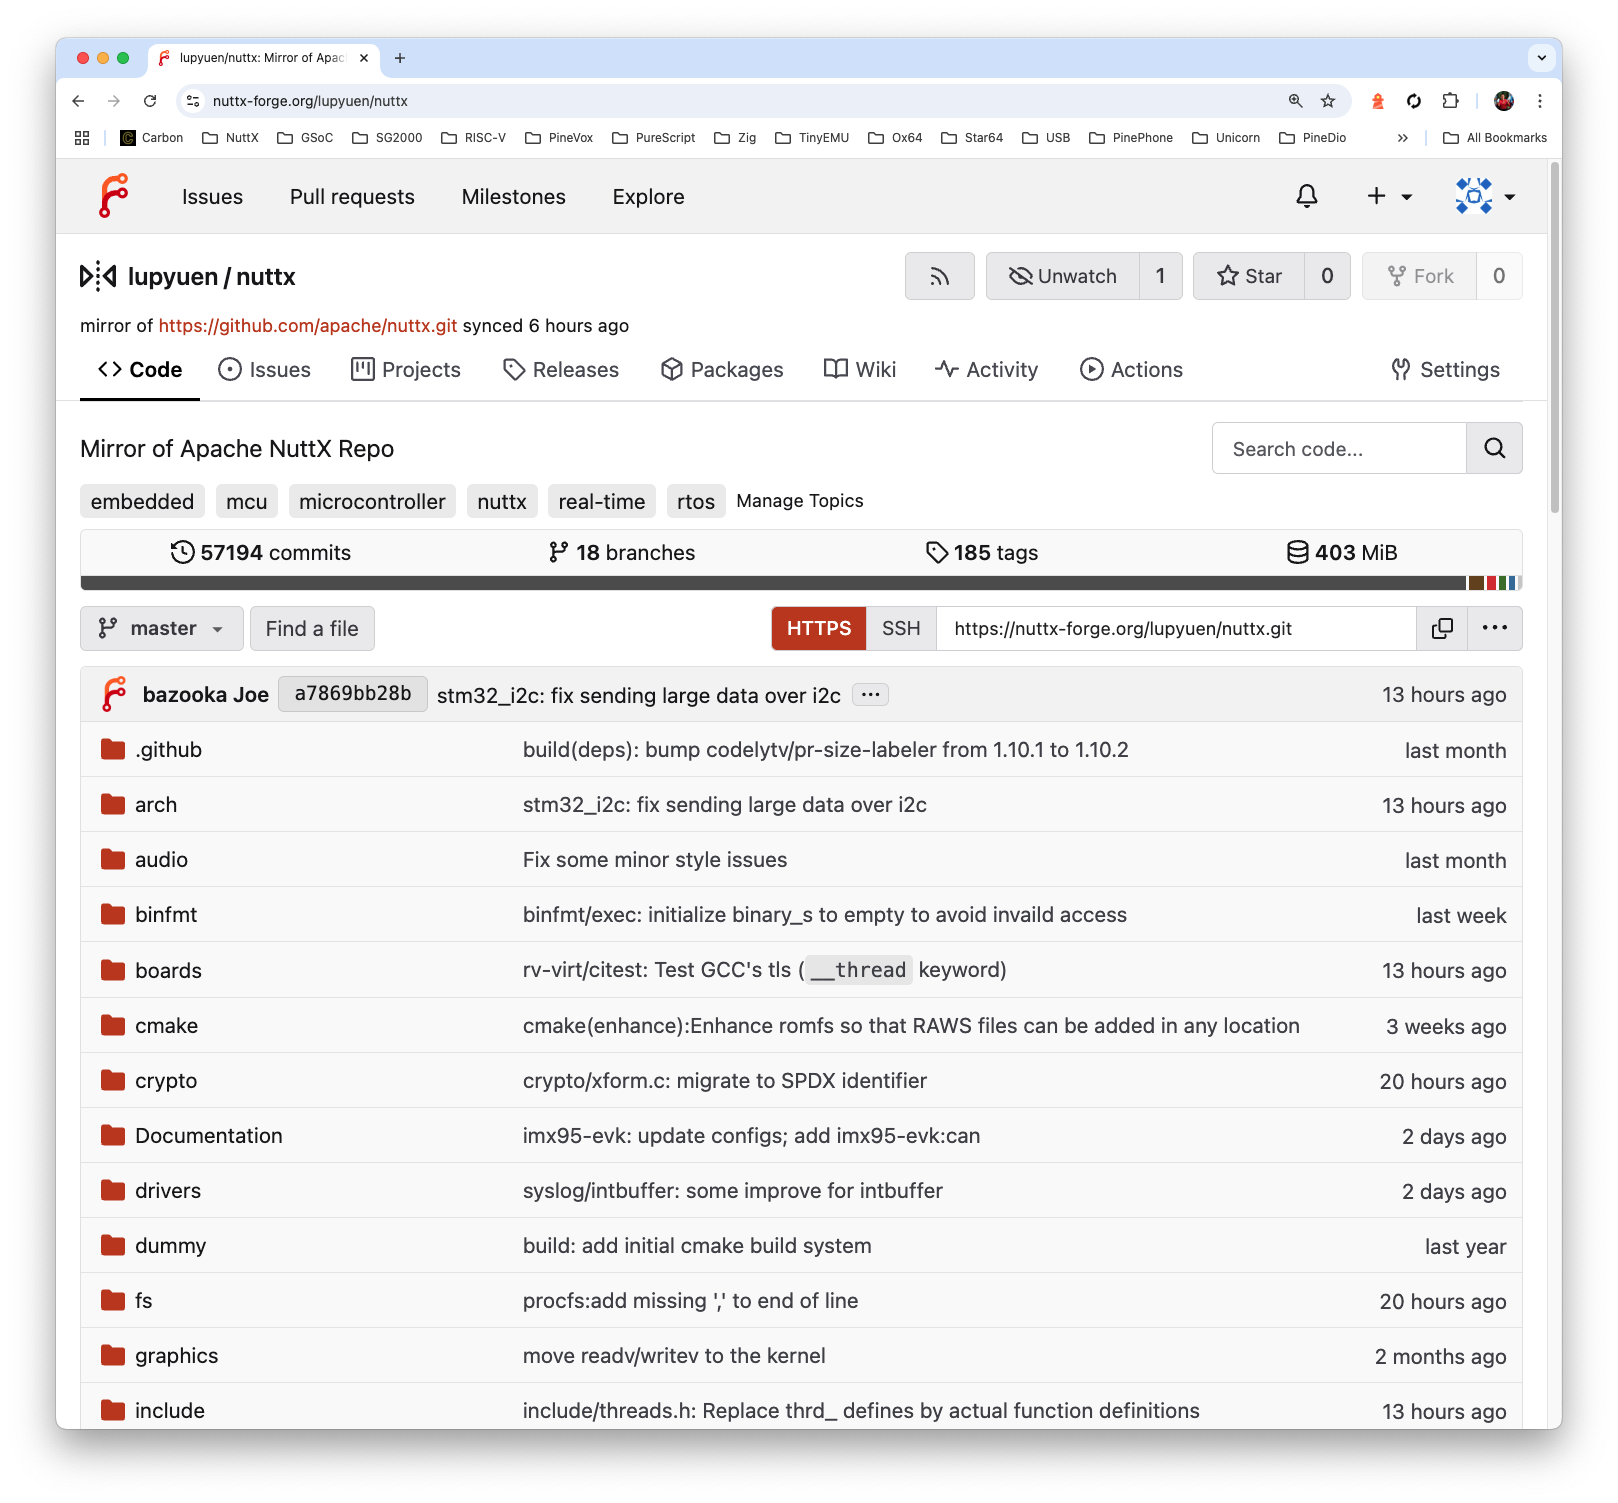 lupyuen/nuttx: Mirror of Apac
nuttx-forge.org/lupyuen/nuttx
Carbon NuttX GSoC SG2000 RISC-V PineVox PureScript Zig TinyEMU Ox64 Star64 USB PinePhone Unicorn PineDio » All Bookmarks
Issues Pull requests Milestones Explore
lupyuen / nuttx Unwatch 1 Star 0 Fork 0
mirror of https://github.com/apache/nuttx.git synced 6 hours ago
Code Issues Projects Releases Packages Wiki Activity Actions Settings
Mirror of Apache NuttX Repo Search code...
embedded mcu microcontroller nuttx real-time rtos Manage Topics
57194 commits 18 branches 185 tags 403 MiB
master Find a file HTTPS SSH https://nuttx-forge.org/lupyuen/nuttx.git ...
bazooka Joe a7869bb28b stm32_i2c: fix sending large data over i2c ... 13 hours ago
.github build(deps): bump codelytv/pr-size-labeler from 1.10.1 to 1.10.2 last month
arch stm32_i2c: fix sending large data over i2c 13 hours ago
audio Fix some minor style issues last month
binfmt binfmt/exec: initialize binary_s to empty to avoid invaild access last week
boards rv-virt/citest: Test GCC's tls (__thread keyword) 13 hours ago
cmake cmake(enhance):Enhance romfs so that RAWS files can be added in any location 3 weeks ago
crypto crypto/xform.c: migrate to SPDX identifier 20 hours ago
Documentation imx95-evk: update configs; add imx95-evk:can 2 days ago
drivers syslog/intbuffer: some improve for intbuffer 2 days ago
dummy build: add initial cmake build system last year
fs procfs:add missing ',' to end of line 20 hours ago
graphics move readv/writev to the kernel 2 months ago
include include/threads.h: Replace thrd_ defines by actual function definitions 13 hours ago